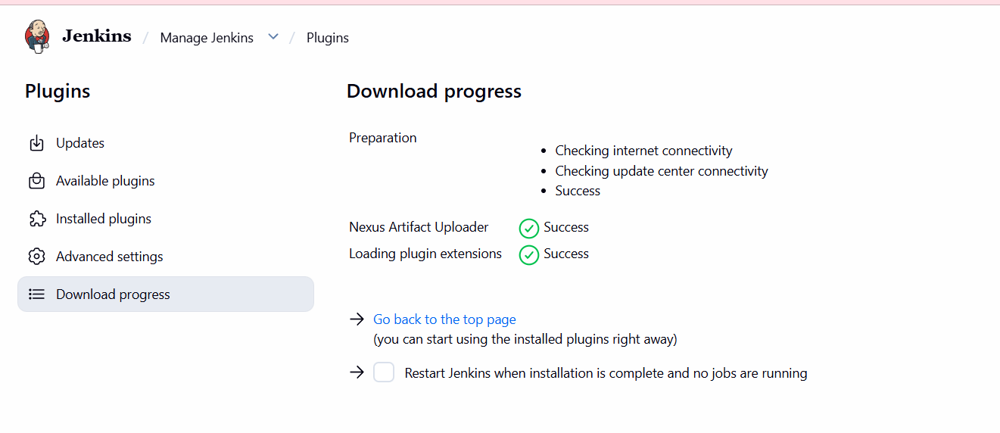 Jenkins / Manage Jenkins / Plugins
Plugins
Updates
Available plugins
Installed plugins
Advanced settings
Download progress
Download progress
Preparation
• Checking internet connectivity
• Checking update center connectivity
• Success
Nexus Artifact Uploader Success
Loading plugin extensions Success
→ Go back to the top page
(you can start using the installed plugins right away)
→ Restart Jenkins when installation is complete and no jobs are running